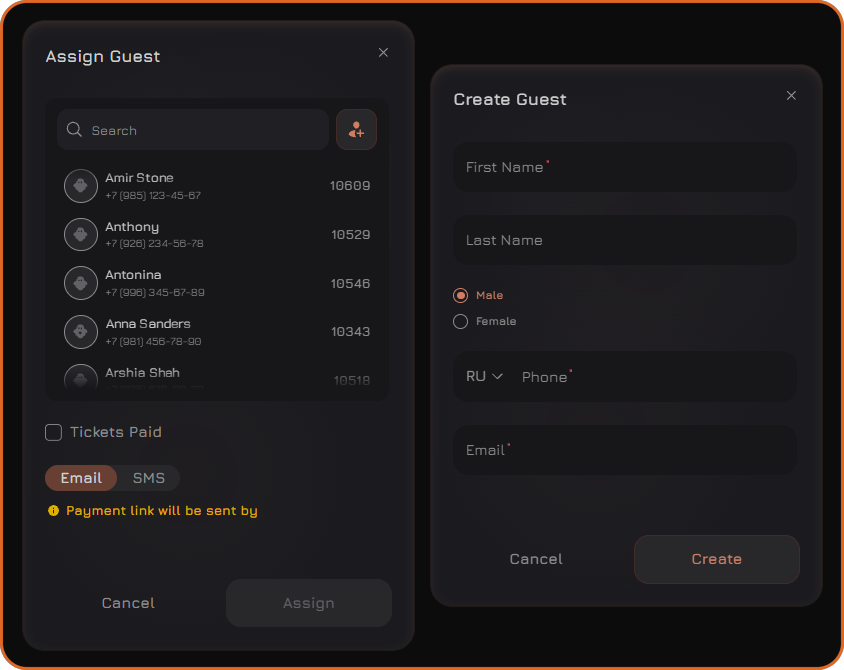 Assign Guest
Search
Amir Stone
+7 (985) 123-45-67
10609
Anthony
+7 (926) 234-56-78
10529
Antonina
+7 (996) 345-67-89
10546
Anna Sanders
+7 (981) 456-78-90
10343
Arshia Shah
10518
Tickets Paid
Email SMS
Payment link will be sent by
Cancel Assign
Create Guest
First Name*
Last Name
Male
Female
RU Phone*
Email*
Cancel Create